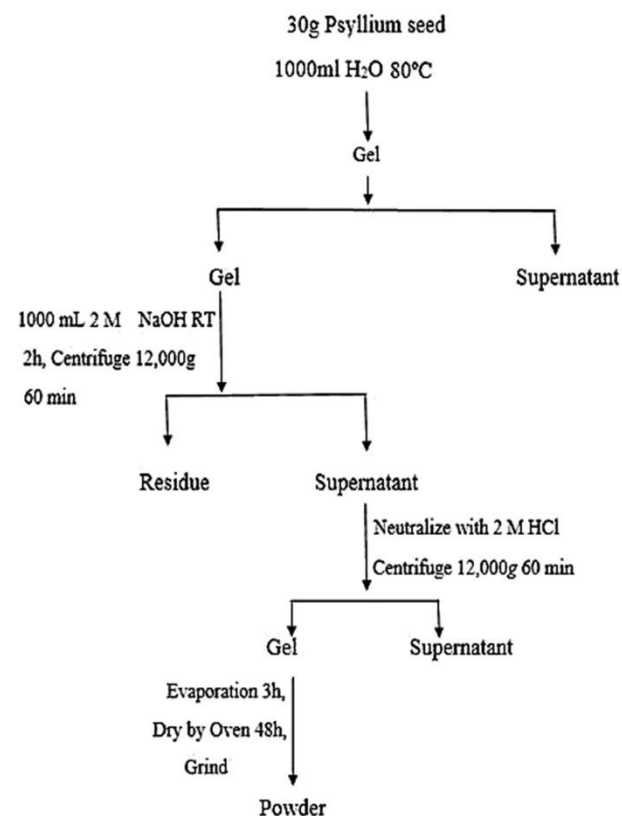 30g Psyllium seed
1000ml H₂O 80°C
Gel
Gel
Supernatant
1000 mL 2 M NaOH RT
2h, Centrifuge 12,000g
60 min
Residue
Supernatant
Neutralize with 2 M HCl
Centrifuge 12,000g 60 min
Gel
Supernatant
Evaporation 3h,
Dry by Oven 48h,
Grind
Powder